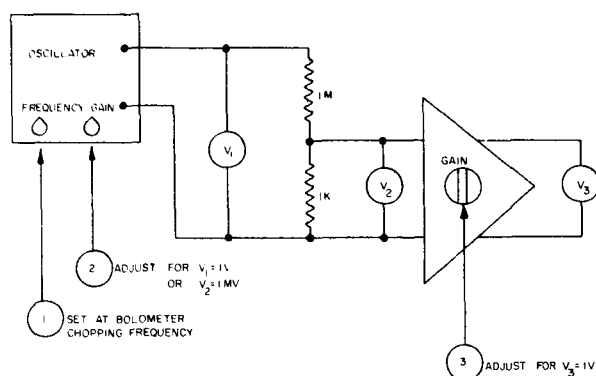 OSCILLATOR
FREQUENCY GAIN
1M
1K
V1
V2
GAIN
V3
2 ADJUST FOR V1=1V
OR V2=1MV
1 SET AT BOLOMETER
CHOPPING FREQUENCY
3 ADJUST FOR V3=1V